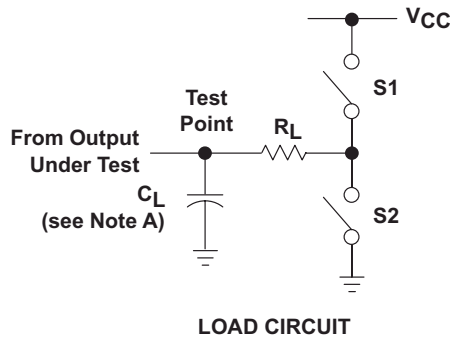 VCC
S1
Test
Point
RL
From Output
Under Test
CL
(see Note A)
S2
LOAD CIRCUIT